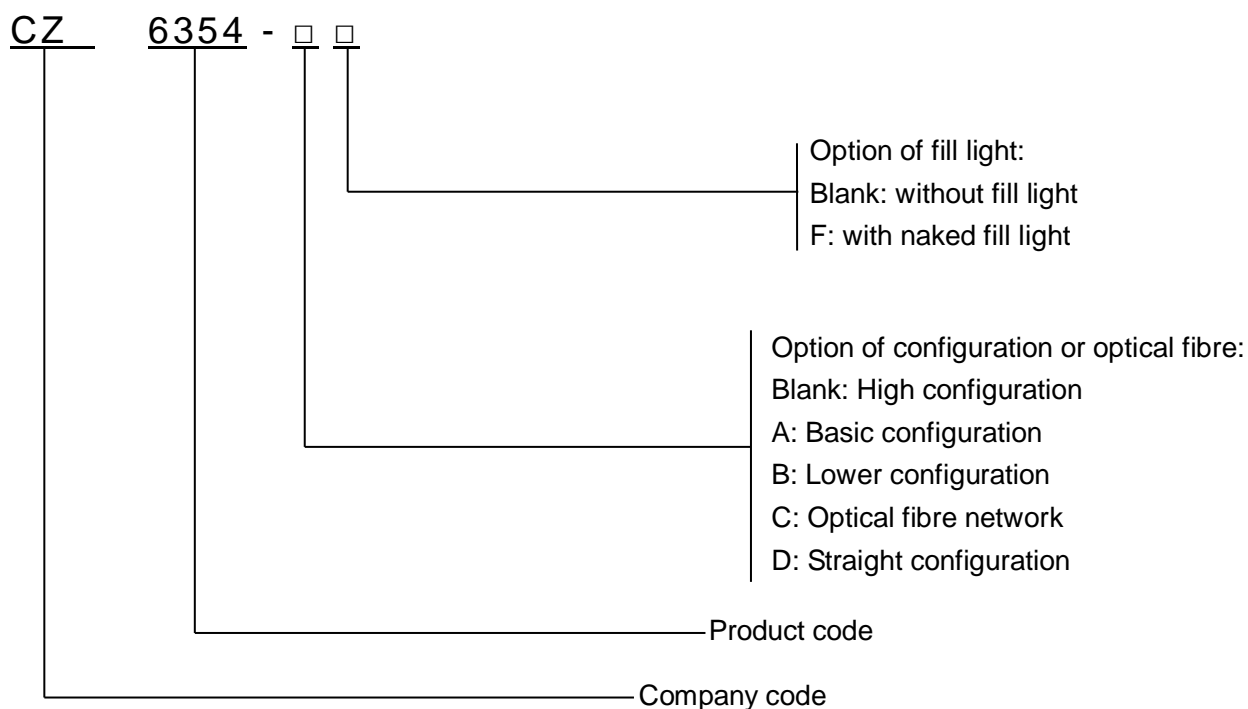 CZ 6354 - □ □
Option of fill light:
Blank: without fill light
F: with naked fill light
Option of configuration or optical fibre:
Blank: High configuration
A: Basic configuration
B: Lower configuration
C: Optical fibre network
D: Straight configuration
Product code
Company code